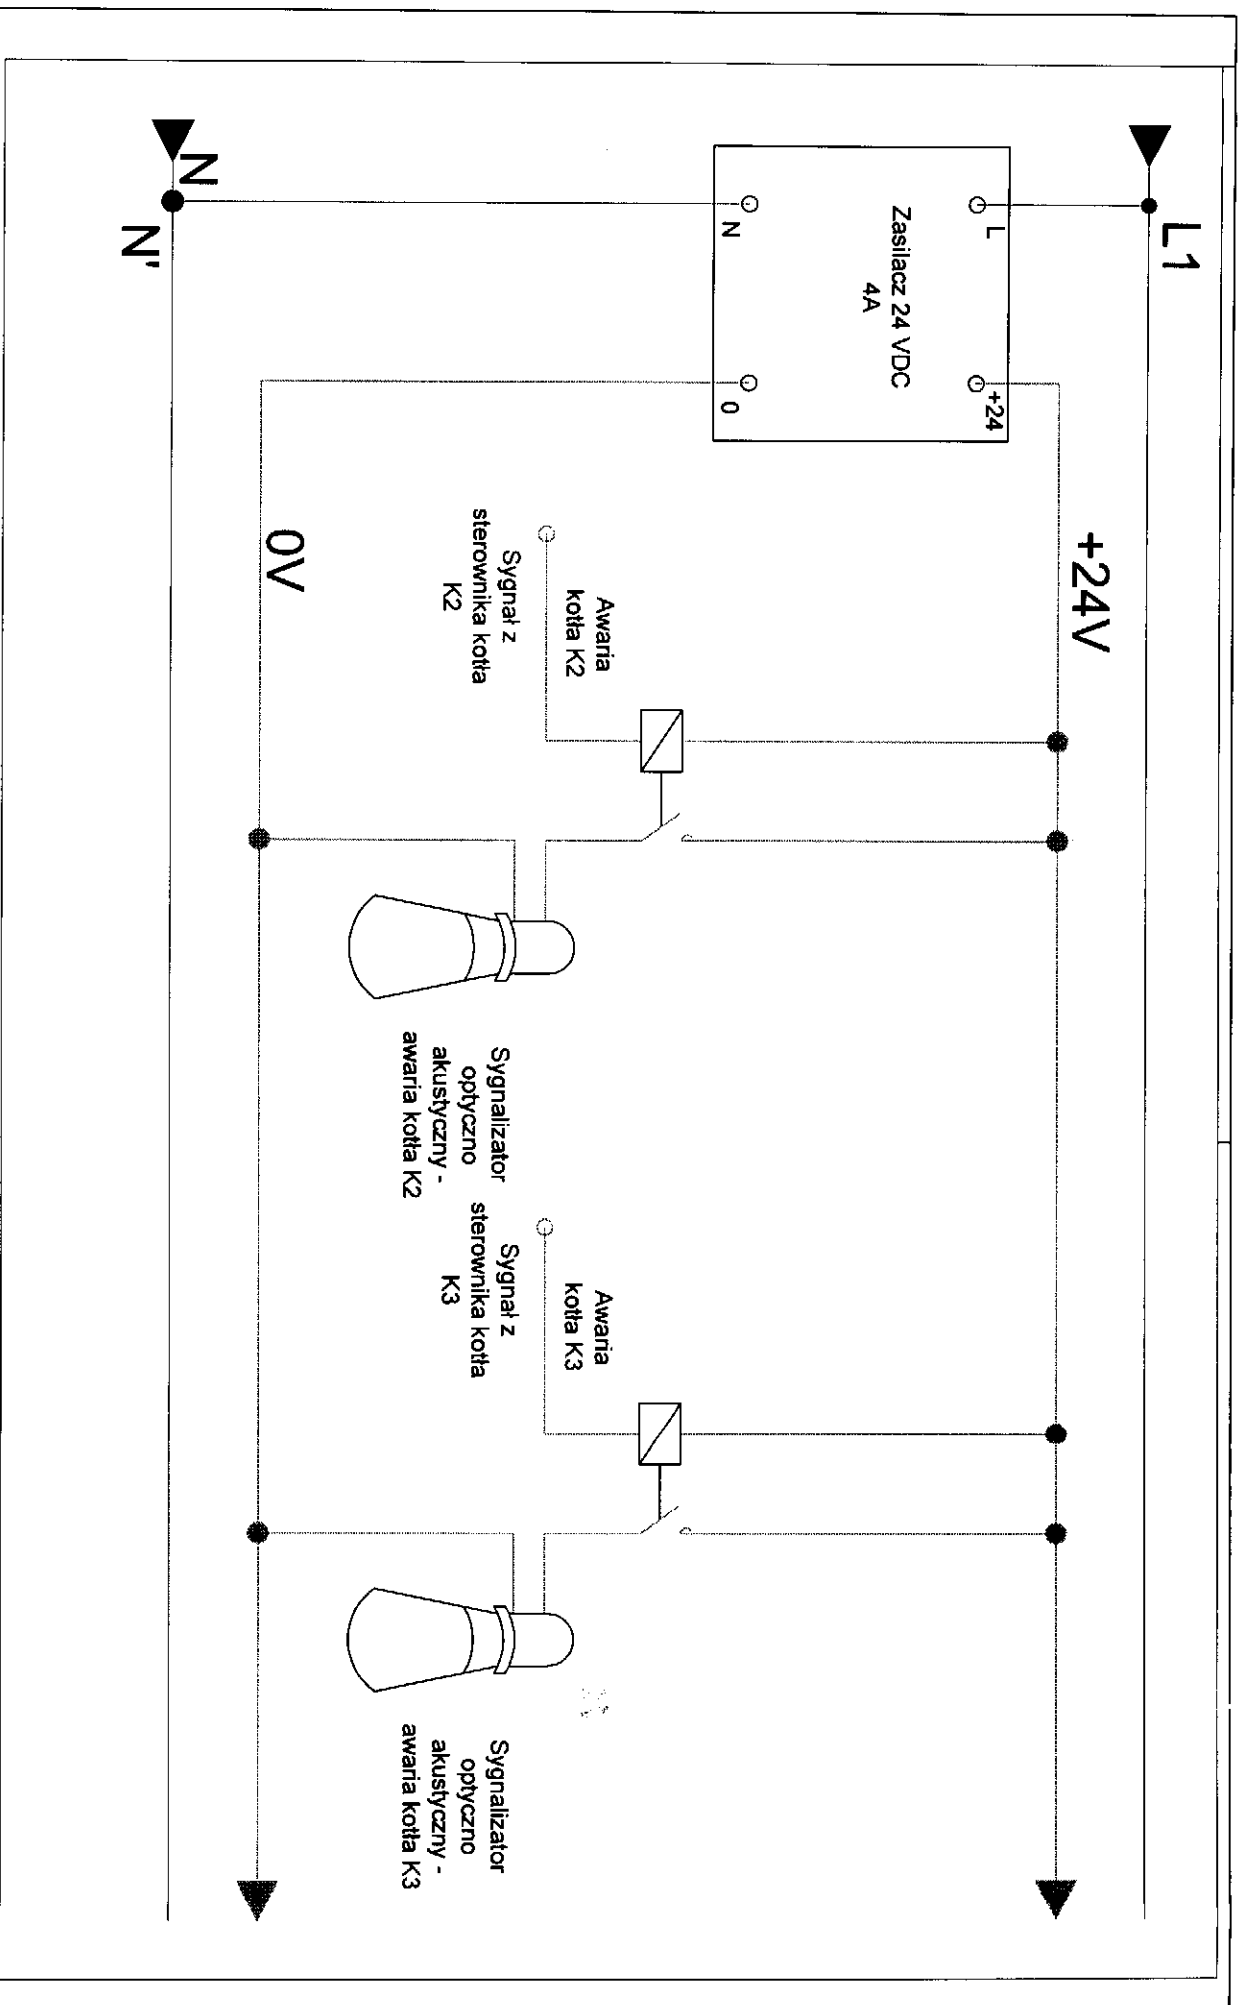 L1
L
+24
Zasilacz 24 VDC
4A
N
0
N
N'
+24V
0V
Awaria
kotła K2
Sygnał z
sterownika kotła
K2
Sygnalizator
optyczno
akustyczny -
awaria kotła K2
Awaria
kotła K3
Sygnał z
sterownika kotła
K3
Sygnalizator
optyczno
akustyczny -
awaria kotła K3